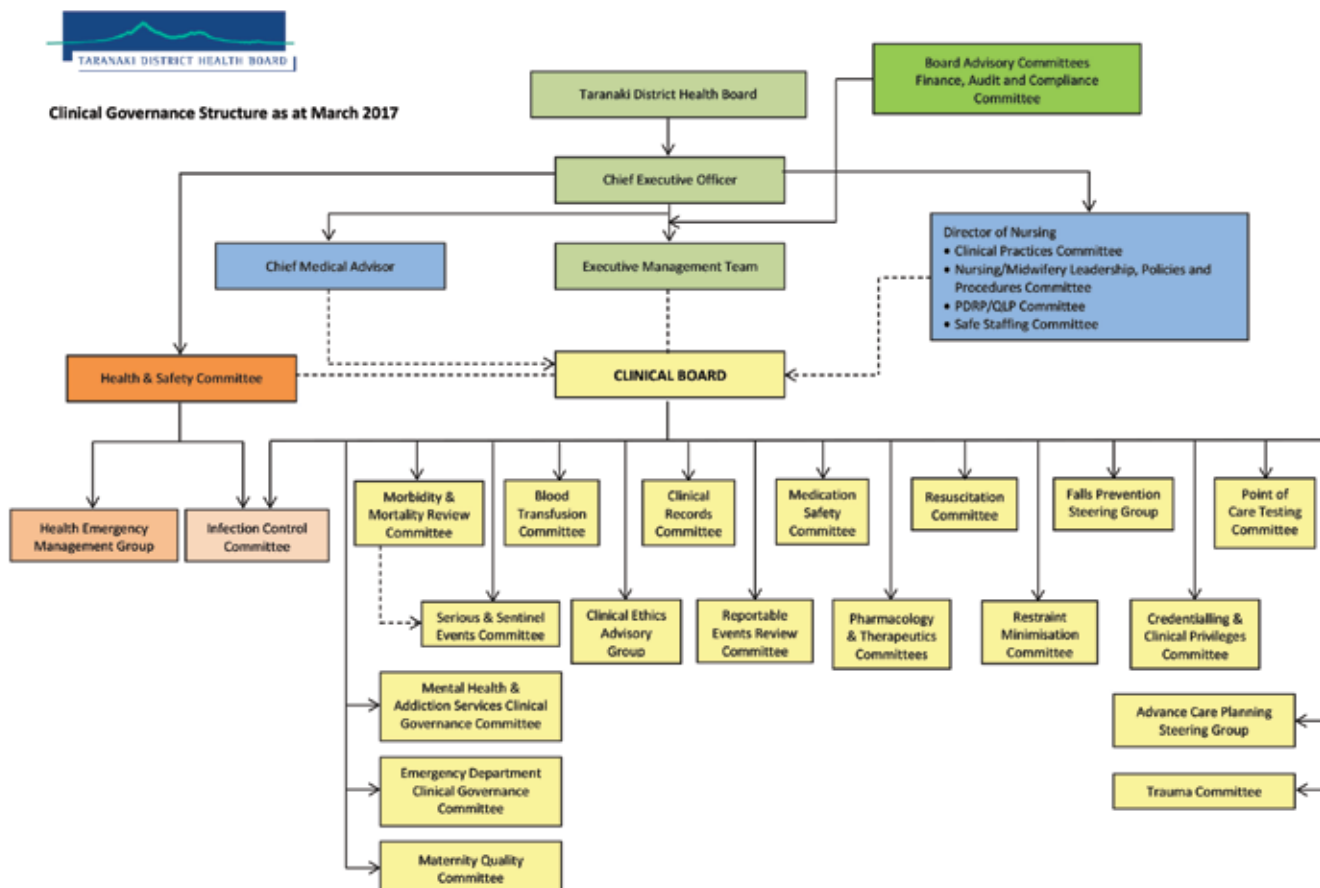 TARANAKI DISTRICT HEALTH BOARD
Clinical Governance Structure as at March 2017
Taranaki District Health Board
Board Advisory Committees
Finance, Audit and Compliance
Committee
Chief Executive Officer
Chief Medical Advisor
Executive Management Team
Director of Nursing
• Clinical Practices Committee
• Nursing/Midwifery Leadership, Policies and
Procedures Committee
• PDRP/QLP Committee
• Safe Staffing Committee
Health & Safety Committee
CLINICAL BOARD
Health Emergency
Management Group
Infection Control
Committee
Morbidity &
Mortality Review
Committee
Blood
Transfusion
Committee
Clinical
Records
Committee
Medication
Safety
Committee
Resuscitation
Committee
Falls Prevention
Steering Group
Point of
Care Testing
Committee
Serious & Sentinel
Events Committee
Clinical Ethics
Advisory
Group
Reportable
Events Review
Committee
Pharmacology
& Therapeutics
Committees
Restraint
Minimisation
Committee
Credentialling &
Clinical Privileges
Committee
Mental Health &
Addiction Services Clinical
Governance Committee
Advance Care Planning
Steering Group
Emergency Department
Clinical Governance
Committee
Trauma Committee
Maternity Quality
Committee